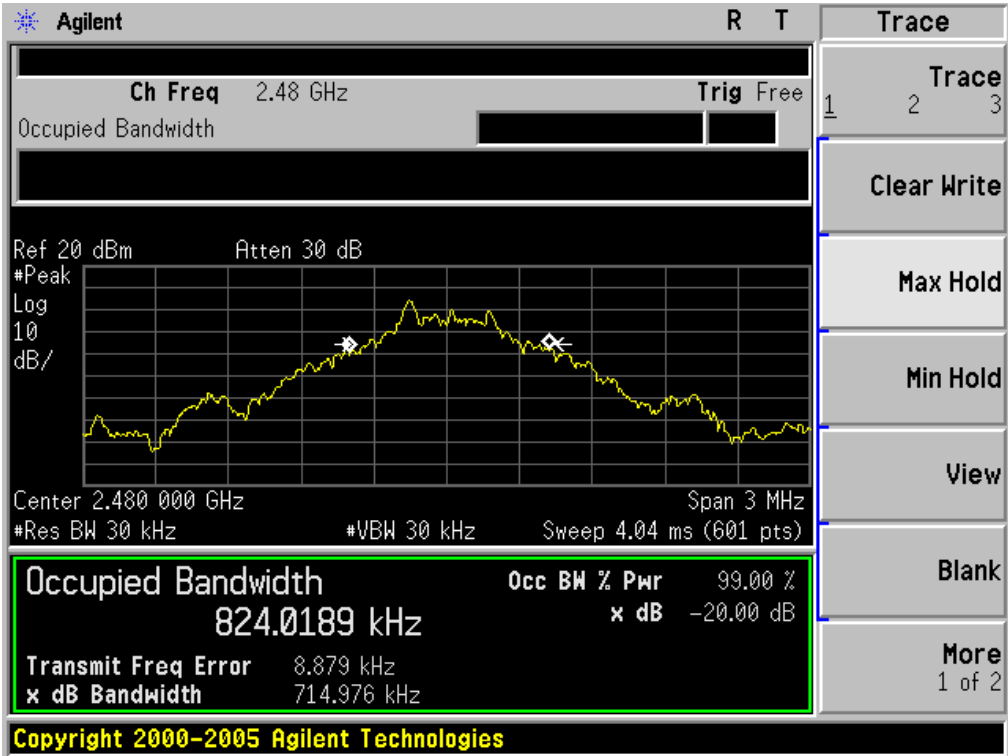 Agilent R T Trace
Ch Freq 2.48 GHz Trig Free
Occupied Bandwidth
Trace
1 2 3
Clear Write
Max Hold
Min Hold
View
Blank
More
1 of 2
Ref 20 dBm Atten 30 dB
#Peak
Log
10
dB/
Center 2.480 000 GHz Span 3 MHz
#Res BW 30 kHz #VBW 30 kHz Sweep 4.04 ms (601 pts)
Occupied Bandwidth Occ BW % Pwr 99.00 %
824.0189 kHz x dB -20.00 dB
Transmit Freq Error 8.879 kHz
x dB Bandwidth 714.976 kHz
Copyright 2000-2005 Agilent Technologies